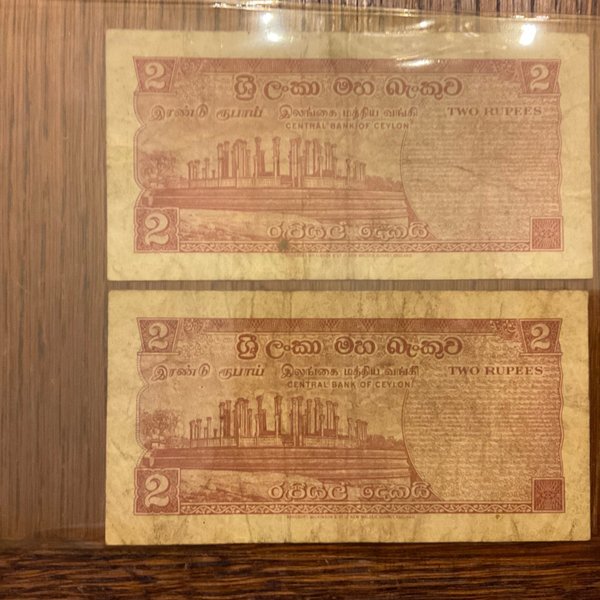 2 ශ්‍රී ලංකා මහ බැංකුව 2
இரண்டு ரூபாய் இலங்கை மத்திய வங்கி TWO RUPEES
CENTRAL BANK OF CEYLON
2 රුපියල් දෙකයි
2 ශ්‍රී ලංකා මහ බැංකුව 2
இரண்டு ரூபாய் இலங்கை மத்திய வங்கி TWO RUPEES
CENTRAL BANK OF CEYLON
2 රුපියල් දෙකයි